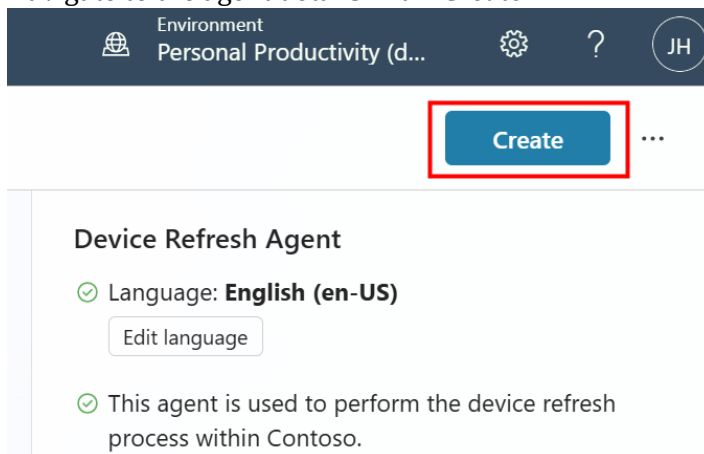 Environment
Personal Productivity (d...
?
JH
Create
...
Device Refresh Agent
Language: English (en-US)
Edit language
This agent is used to perform the device refresh
process within Contoso.